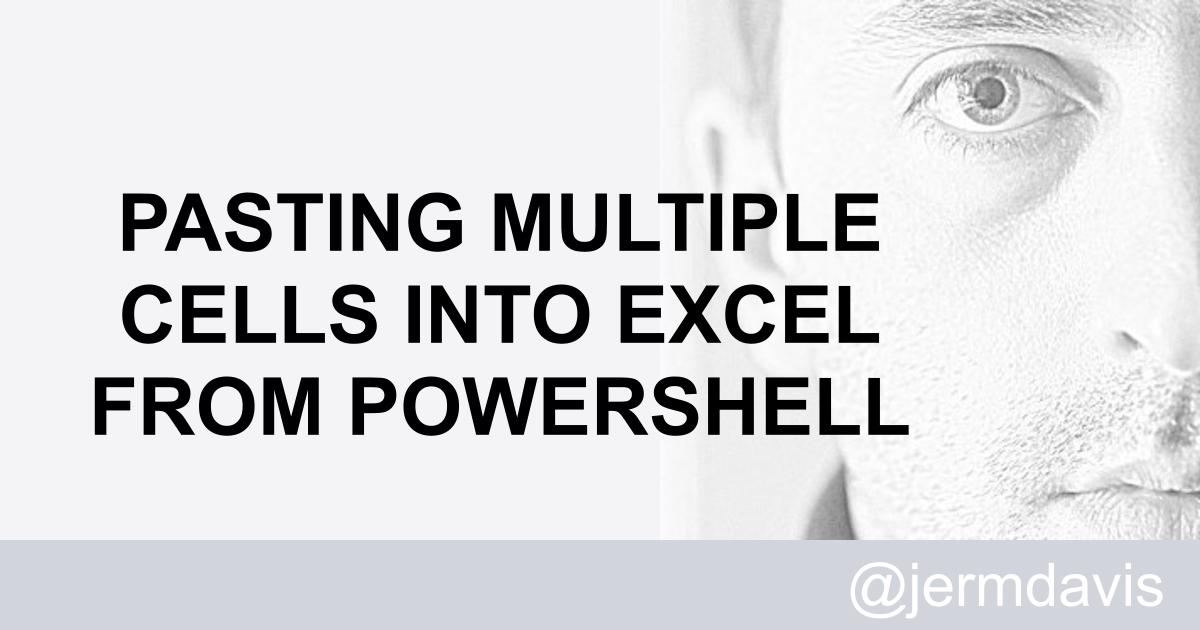 PASTING MULTIPLE
CELLS INTO EXCEL
FROM POWERSHELL
@jermdavis